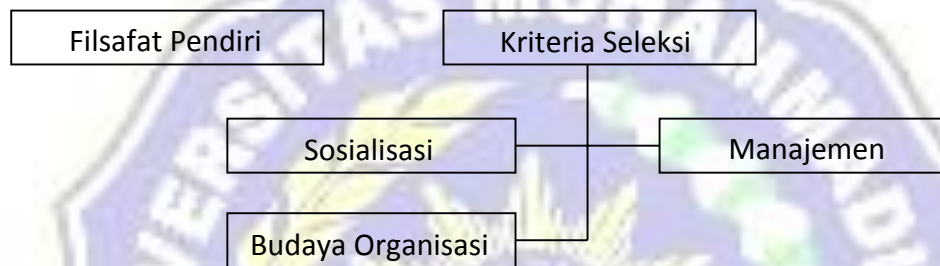 Filsafat Pendiri
Kriteria Seleksi
Sosialisasi
Manajemen
Budaya Organisasi